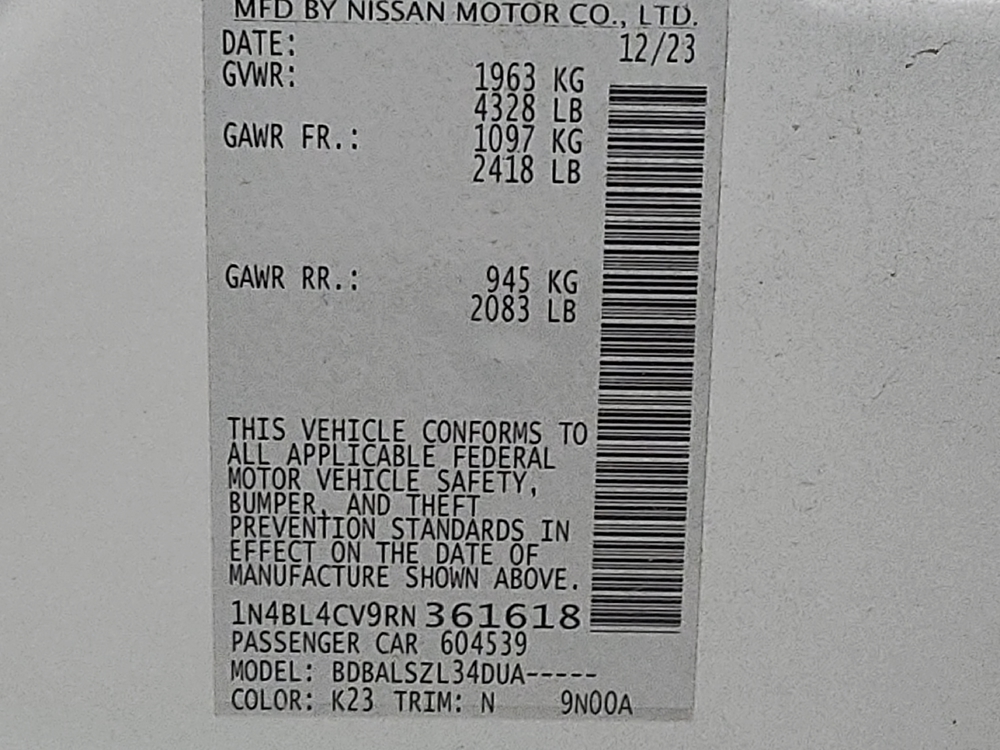 MFD BY NISSAN MOTOR CO., LTD.
DATE: 12/23
GVWR: 1963 KG
4328 LB
GAWR FR.: 1097 KG
2418 LB
GAWR RR.: 945 KG
2083 LB
THIS VEHICLE CONFORMS TO
ALL APPLICABLE FEDERAL
MOTOR VEHICLE SAFETY,
BUMPER, AND THEFT
PREVENTION STANDARDS IN
EFFECT ON THE DATE OF
MANUFACTURE SHOWN ABOVE.
1N4BL4CV9RN361618
PASSENGER CAR 604539
MODEL: BDBALSZL34DUA-----
COLOR: K23 TRIM: N 9N00A